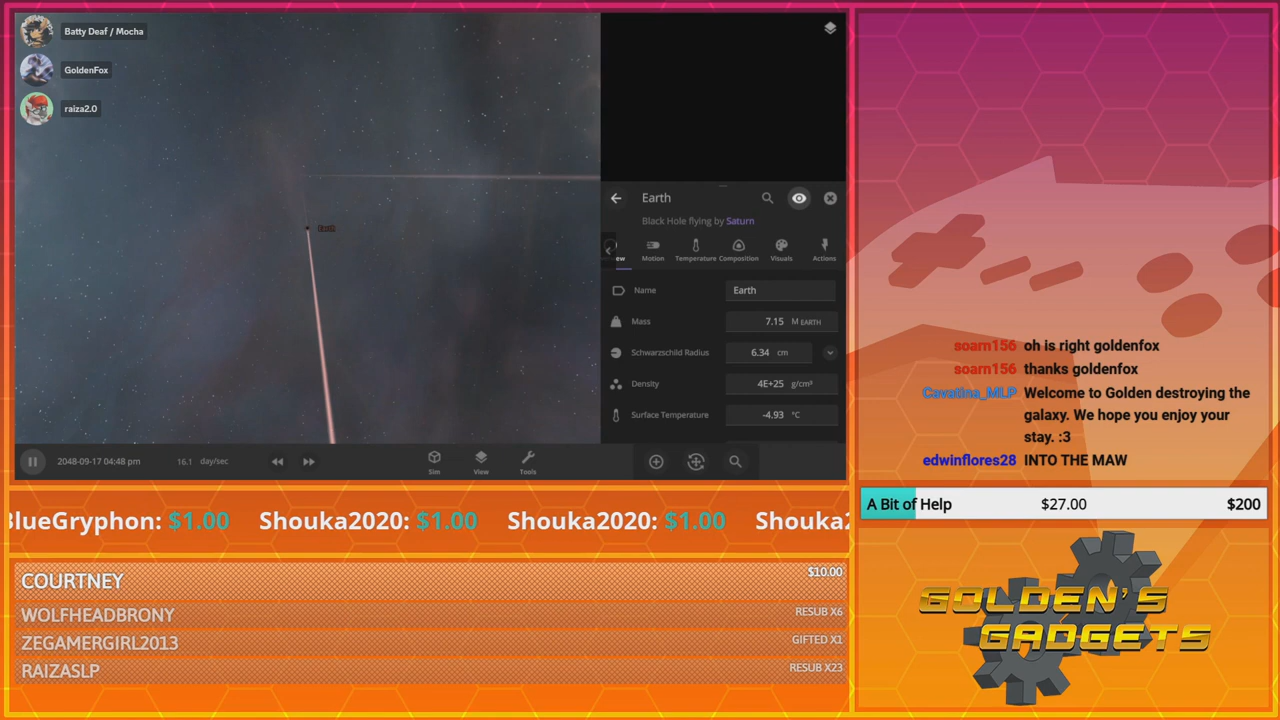 Batty Deaf / Mocha
GoldenFox
raiza2.0
Earth
Earth
Black Hole flying by Saturn
ew
Motion
Temperature
Composition
Visuals
Actions
Name
Earth
Mass
7.15 M EARTH
Schwarzschild Radius
6.34 cm
Density
4E+25 g/cm³
Surface Temperature
-4.93 °C
2048-09-17 04:48 pm
16.1 day/sec
Sim
View
Tools
soarn156 oh is right goldenfox
soarn156 thanks goldenfox
Cavatina_MLP Welcome to Golden destroying the
galaxy. We hope you enjoy your
stay. :3
edwinflores28 INTO THE MAW
A Bit of Help $27.00 $200
BlueGryphon: $1.00 Shouka2020: $1.00 Shouka2020: $1.00 Shouka2
COURTNEY $10.00
WOLFHEADBRONY RESUB X6
ZEGAMERGIRL2013 GIFTED X1
RAIZASLP RESUB X23
GOLDEN'S
GADGETS